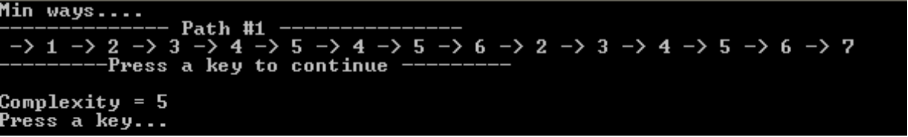 Min ways....
-------------- Path #1 ---------------
-> 1 -> 2 -> 3 -> 4 -> 5 -> 4 -> 5 -> 6 -> 2 -> 3 -> 4 -> 5 -> 6 -> 7
---------Press a key to continue ---------
Complexity = 5
Press a key...